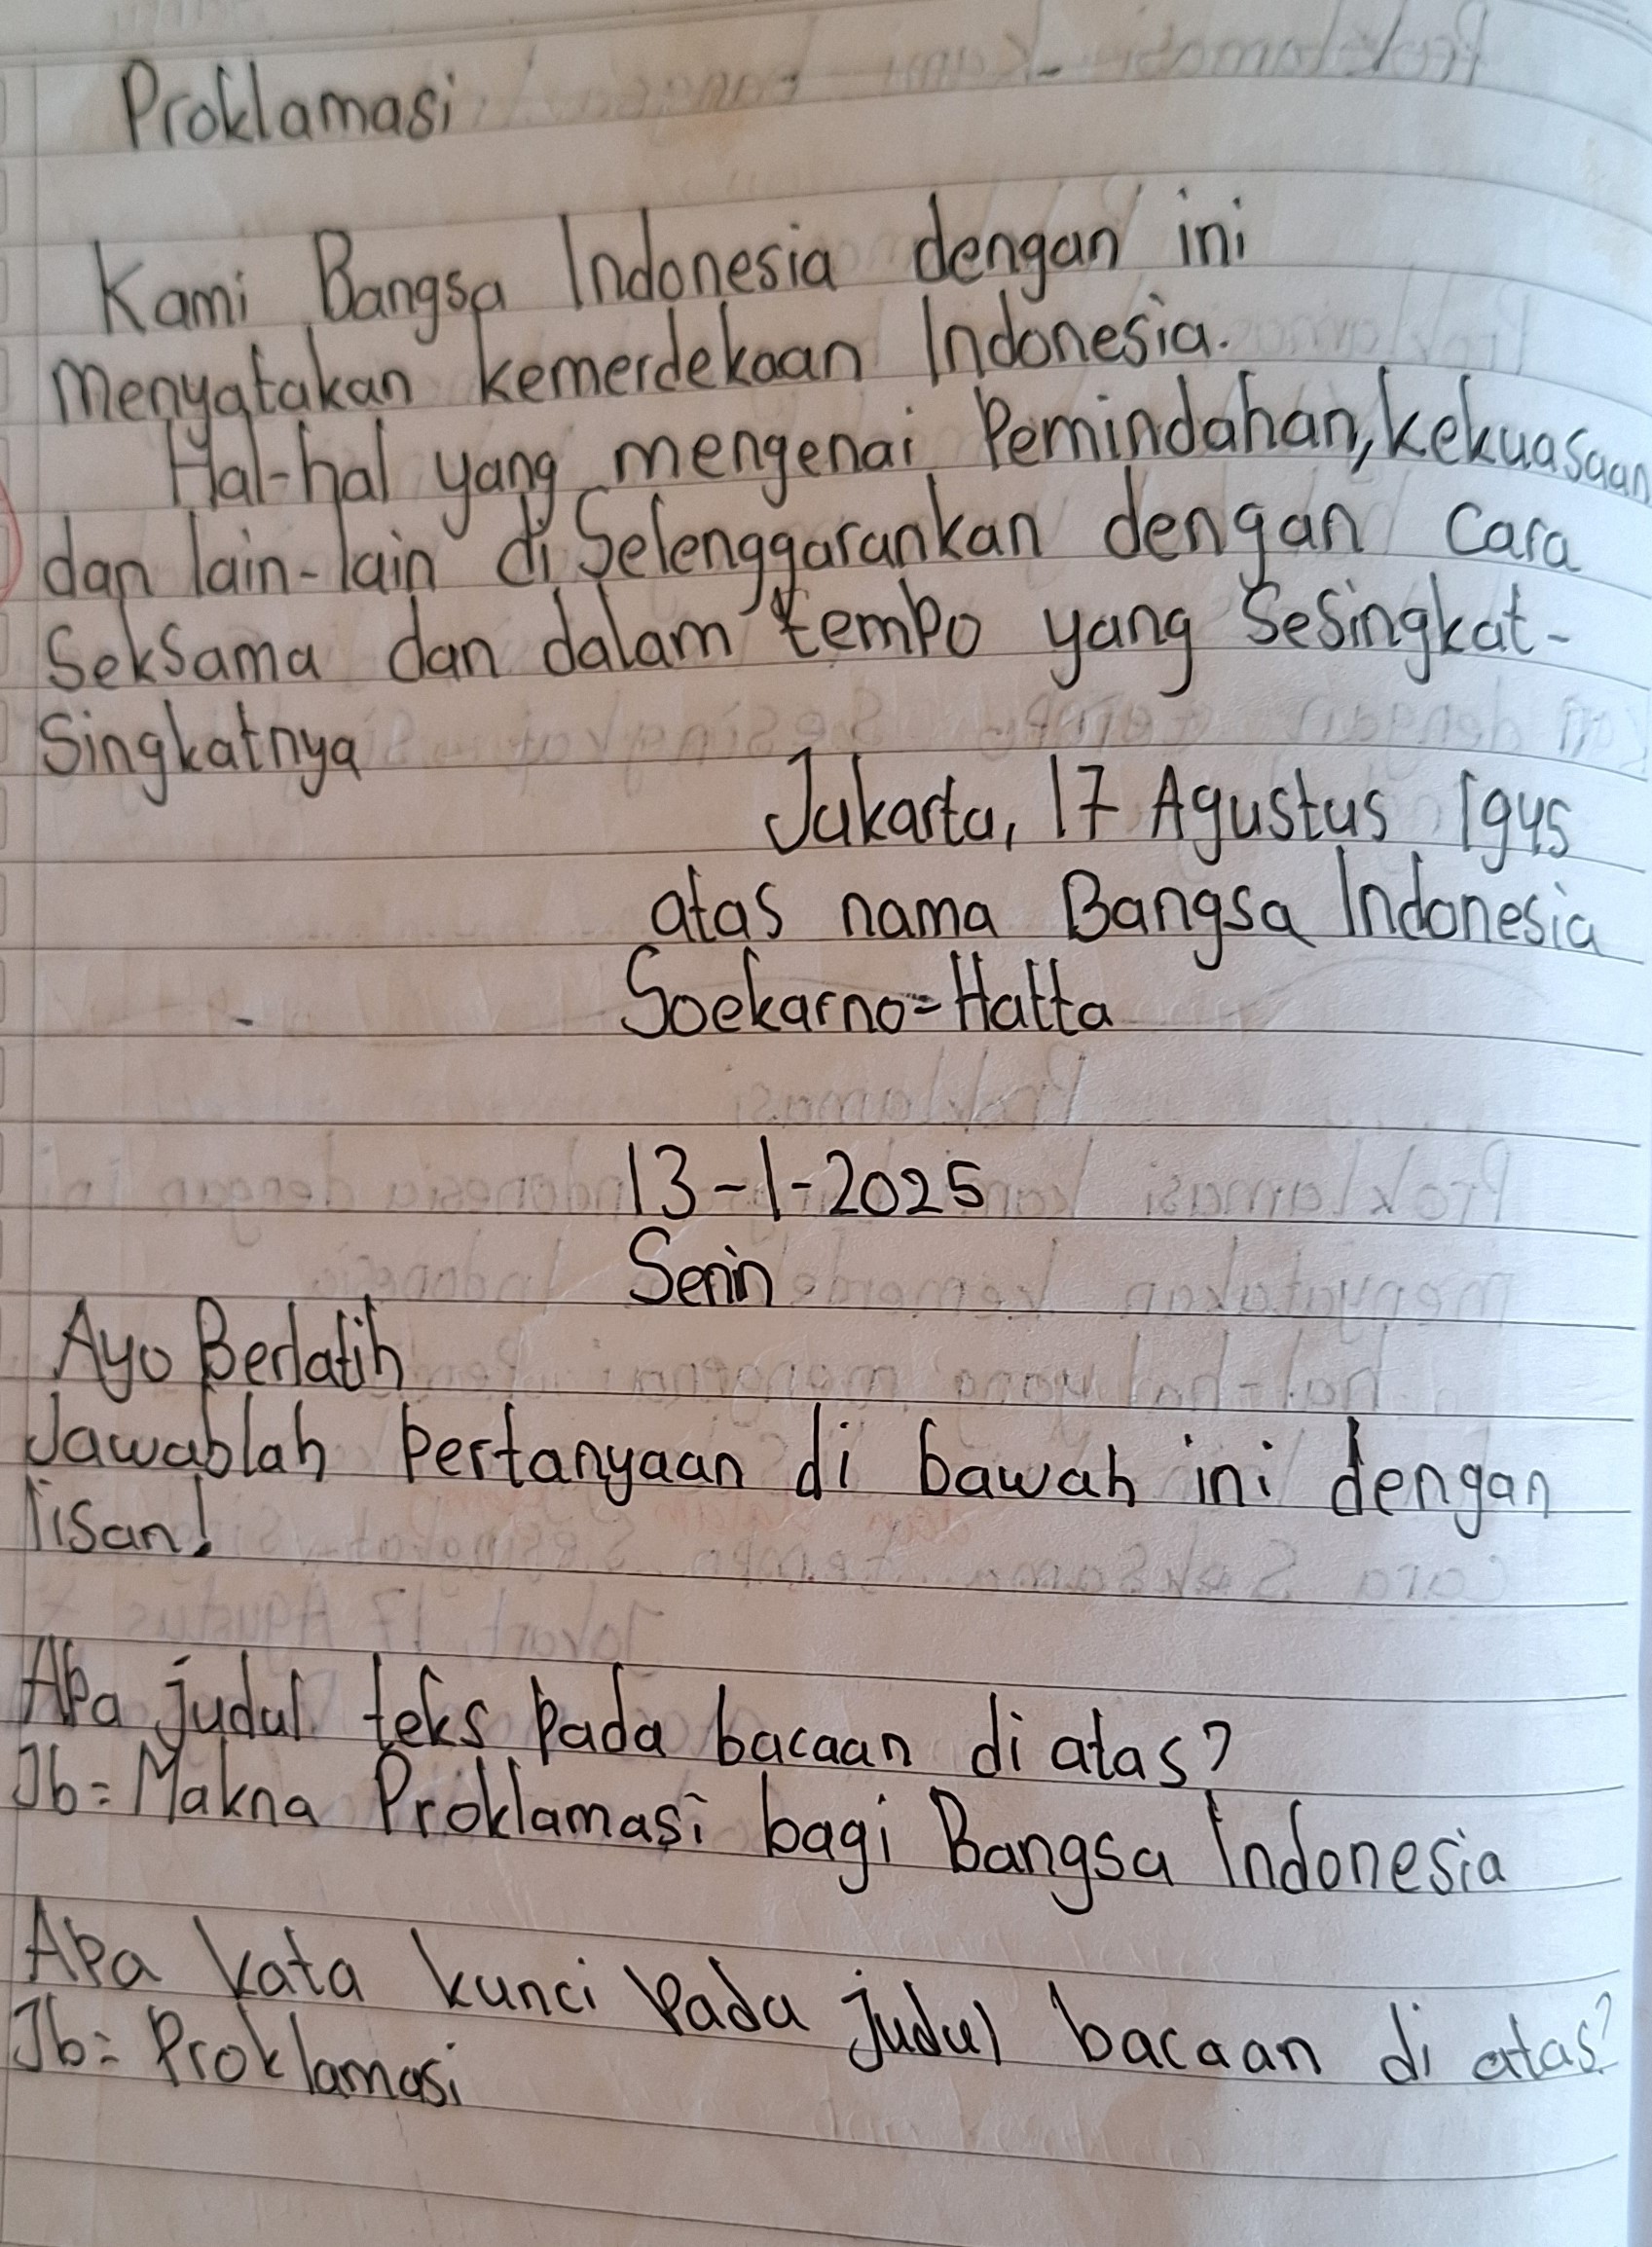 Proklamasi
Kami Bangsa Indonesia dengan ini
menyatakan kemerdekaan Indonesia.
Hal-hal yang mengenai Pemindahan, kekuasaan
dan lain-lain di Selenggarankan dengan cara
Seksama dan dalam tempo yang Sesingkat-
Singkatnya
Jakarta, 17 Agustus 1945
atas nama Bangsa Indonesia
Soekarno-Hatta
13-1-2025
Senin
Ayo Berlatih
Jawablah Pertanyaan di bawah ini dengan
lisan!
Apa judul teks Pada bacaan di atas?
Jb= Makna Proklamasi bagi Bangsa Indonesia
Apa kata kunci Pada judul bacaan di atas?
Jb= Proklamasi